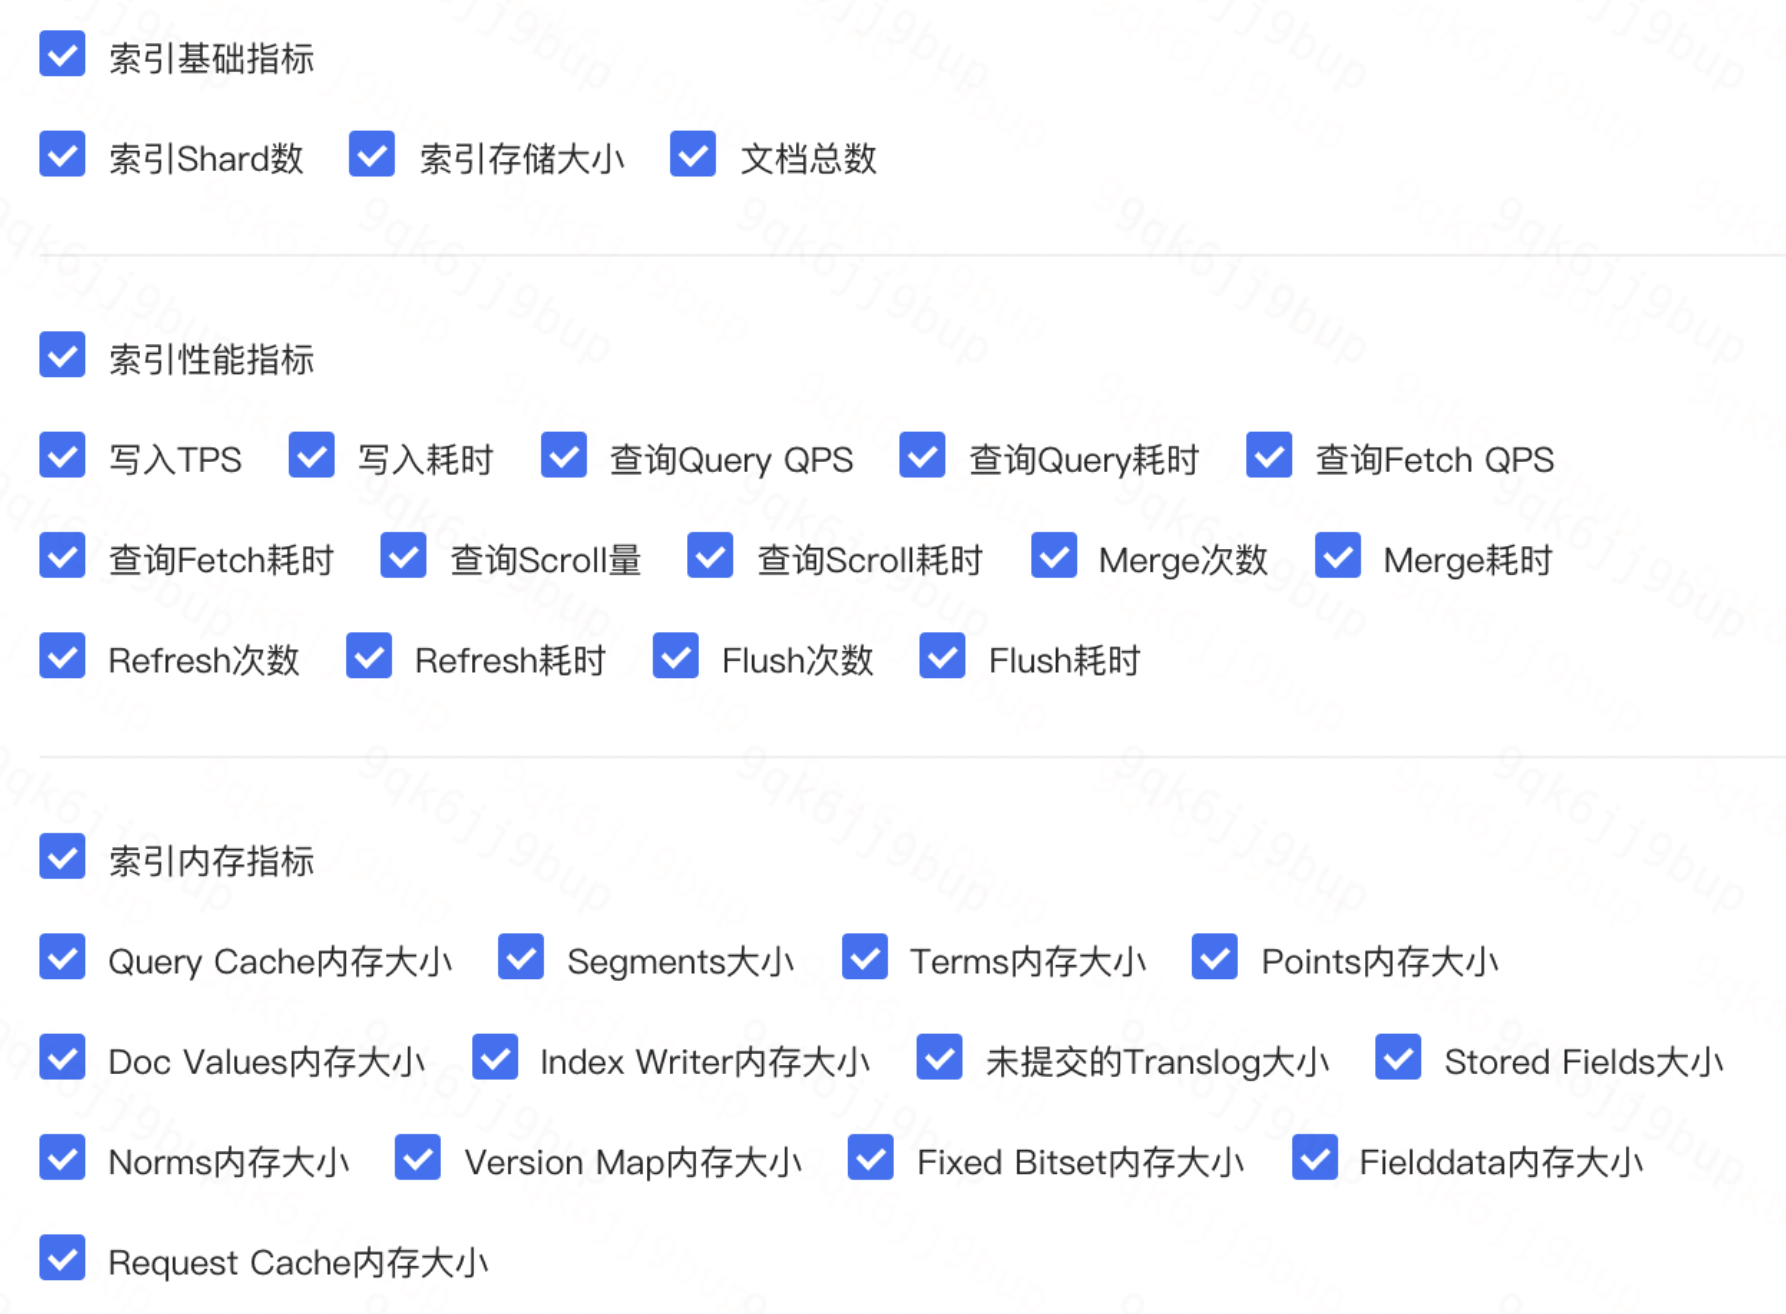 索引基础指标
索引Shard数 索引存储大小 文档总数
索引性能指标
写入TPS 写入耗时 查询Query QPS 查询Query耗时 查询Fetch QPS
查询Fetch耗时 查询Scroll量 查询Scroll耗时 Merge次数 Merge耗时
Refresh次数 Refresh耗时 Flush次数 Flush耗时
索引内存指标
Query Cache内存大小 Segments大小 Terms内存大小 Points内存大小
Doc Values内存大小 Index Writer内存大小 未提交的Translog大小 Stored Fields大小
Norms内存大小 Version Map内存大小 Fixed Bitset内存大小 Fielddata内存大小
Request Cache内存大小